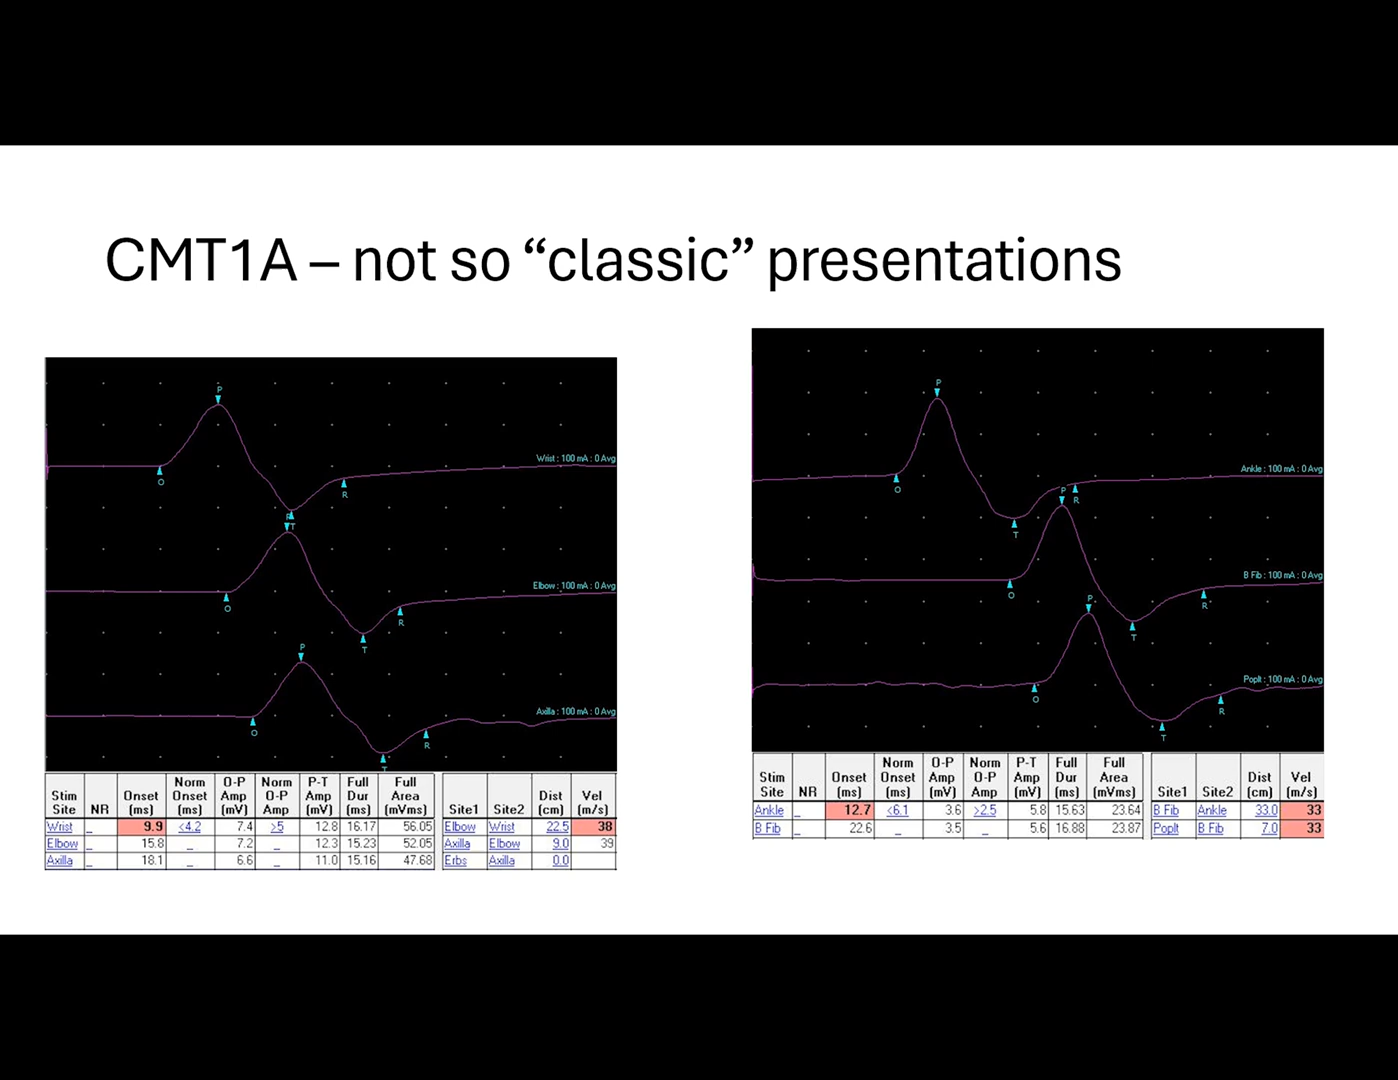 CMT1A – not so “classic” presentations
P
Wrist : 100 mA : 0 Avg
O
R
T
P
Elbow : 100 mA : 0 Avg
O
R
T
P
Axilla : 100 mA : 0 Avg
O
R
T
Stim Site NR Onset (ms) Norm Onset (ms) O-P Amp (mV) Norm O-P Amp P-T Amp (mV) Full Dur (ms) Full Area (mVms) Site1 Site2 Dist (cm) Vel (m/s)
Wrist _ 9.9 <4.2 7.4 >5 12.8 16.17 56.05 Elbow Wrist 22.5 38
Elbow _ 15.8 _ 7.2 _ 12.3 15.23 52.05 Axilla Elbow 9.0 39
Axilla _ 18.1 _ 6.6 _ 11.0 15.16 47.68 Erbs Axilla 0.0
P
Ankle : 100 mA : 0 Avg
O
R
T
P
B Fib : 100 mA : 0 Avg
O
R
T
P
Poplt : 100 mA : 0 Avg
O
R
T
Stim Site NR Onset (ms) Norm Onset (ms) O-P Amp (mV) Norm O-P Amp P-T Amp (mV) Full Dur (ms) Full Area (mVms) Site1 Site2 Dist (cm) Vel (m/s)
Ankle _ 12.7 <6.1 3.6 >2.5 5.8 15.63 23.64 B Fib Ankle 33.0 33
B Fib _ 22.6 _ 3.5 _ 5.6 16.88 23.87 Poplt B Fib 7.0 33